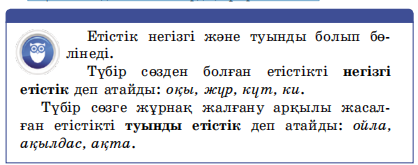 Етістік негізгі және туынды болып бө-
лінеді.
Түбір сөзден болған етістікті негізгі
етістік деп атайды: оқы, жүр, күт, ки.
Түбір сөзге жұрнақ жалғану арқылы жасал-
ған етістікті туынды етістік деп атайды: ойла,
ақылдас, ақта.